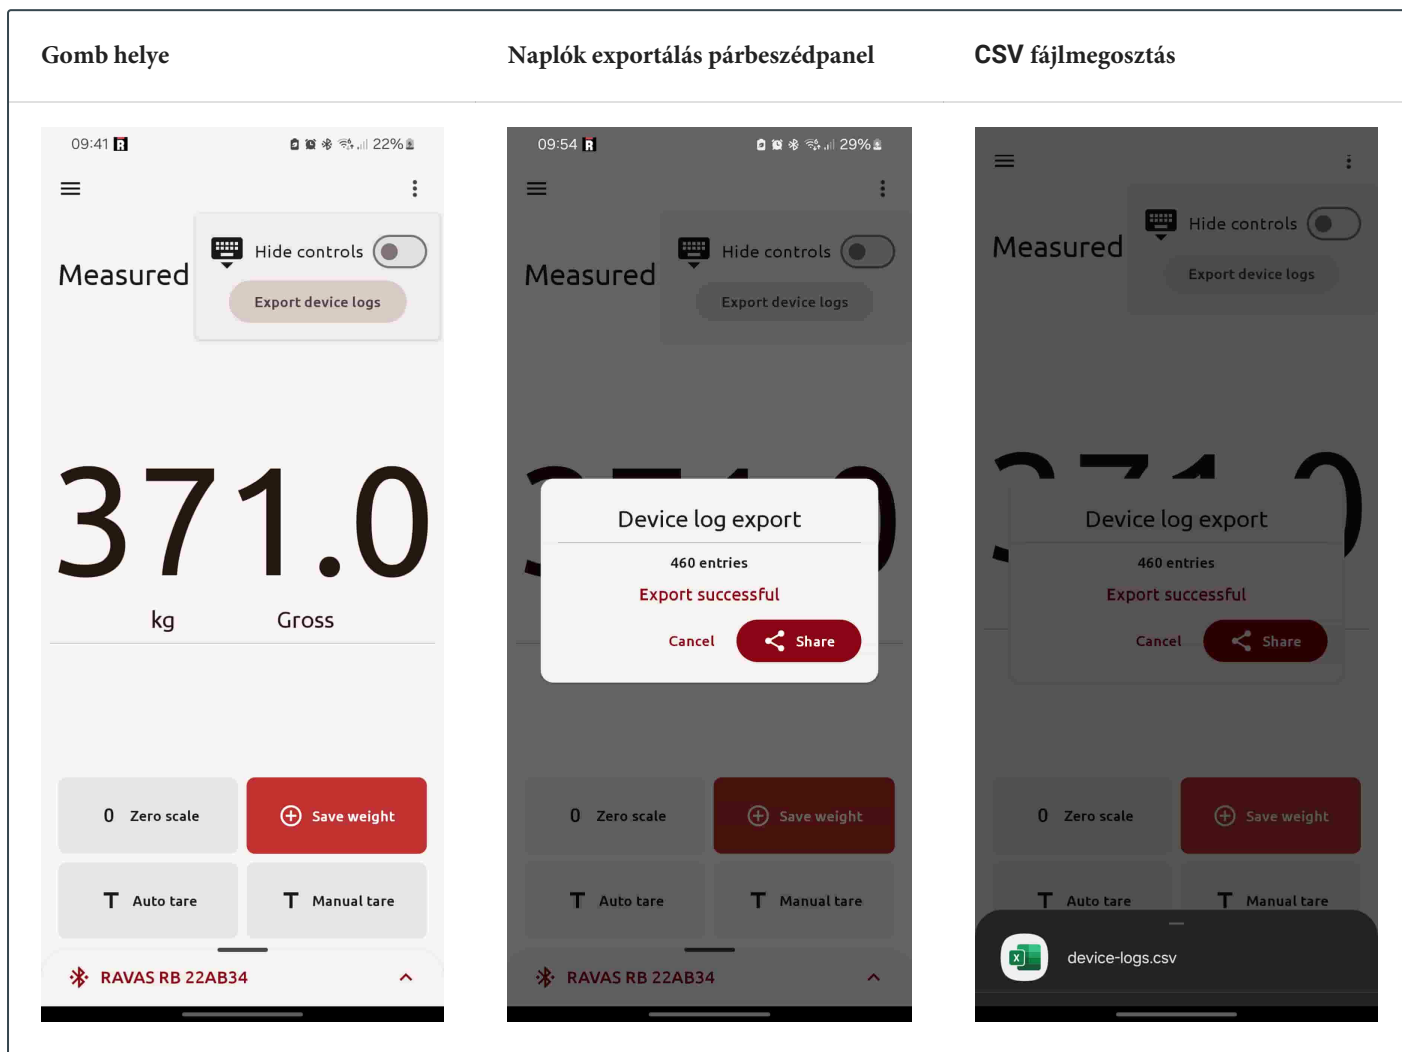 Gomb helye
Naplók exportálás párbeszédpanel
CSV fájlmegosztás
09:41 R
22%
Hide controls
Measured
Export device logs
371.0
kg
Gross
0 Zero scale
Save weight
T Auto tare
T Manual tare
RAVAS RB 22AB34
09:54 R
29%
Hide controls
Measured
Export device logs
Device log export
460 entries
Export successful
Cancel
Share
0 Zero scale
Save weight
T Auto tare
T Manual tare
RAVAS RB 22AB34
Hide controls
Measured
Export device logs
Device log export
460 entries
Export successful
Cancel
Share
0 Zero scale
Save weight
T Auto tare
T Manual tare
device-logs.csv